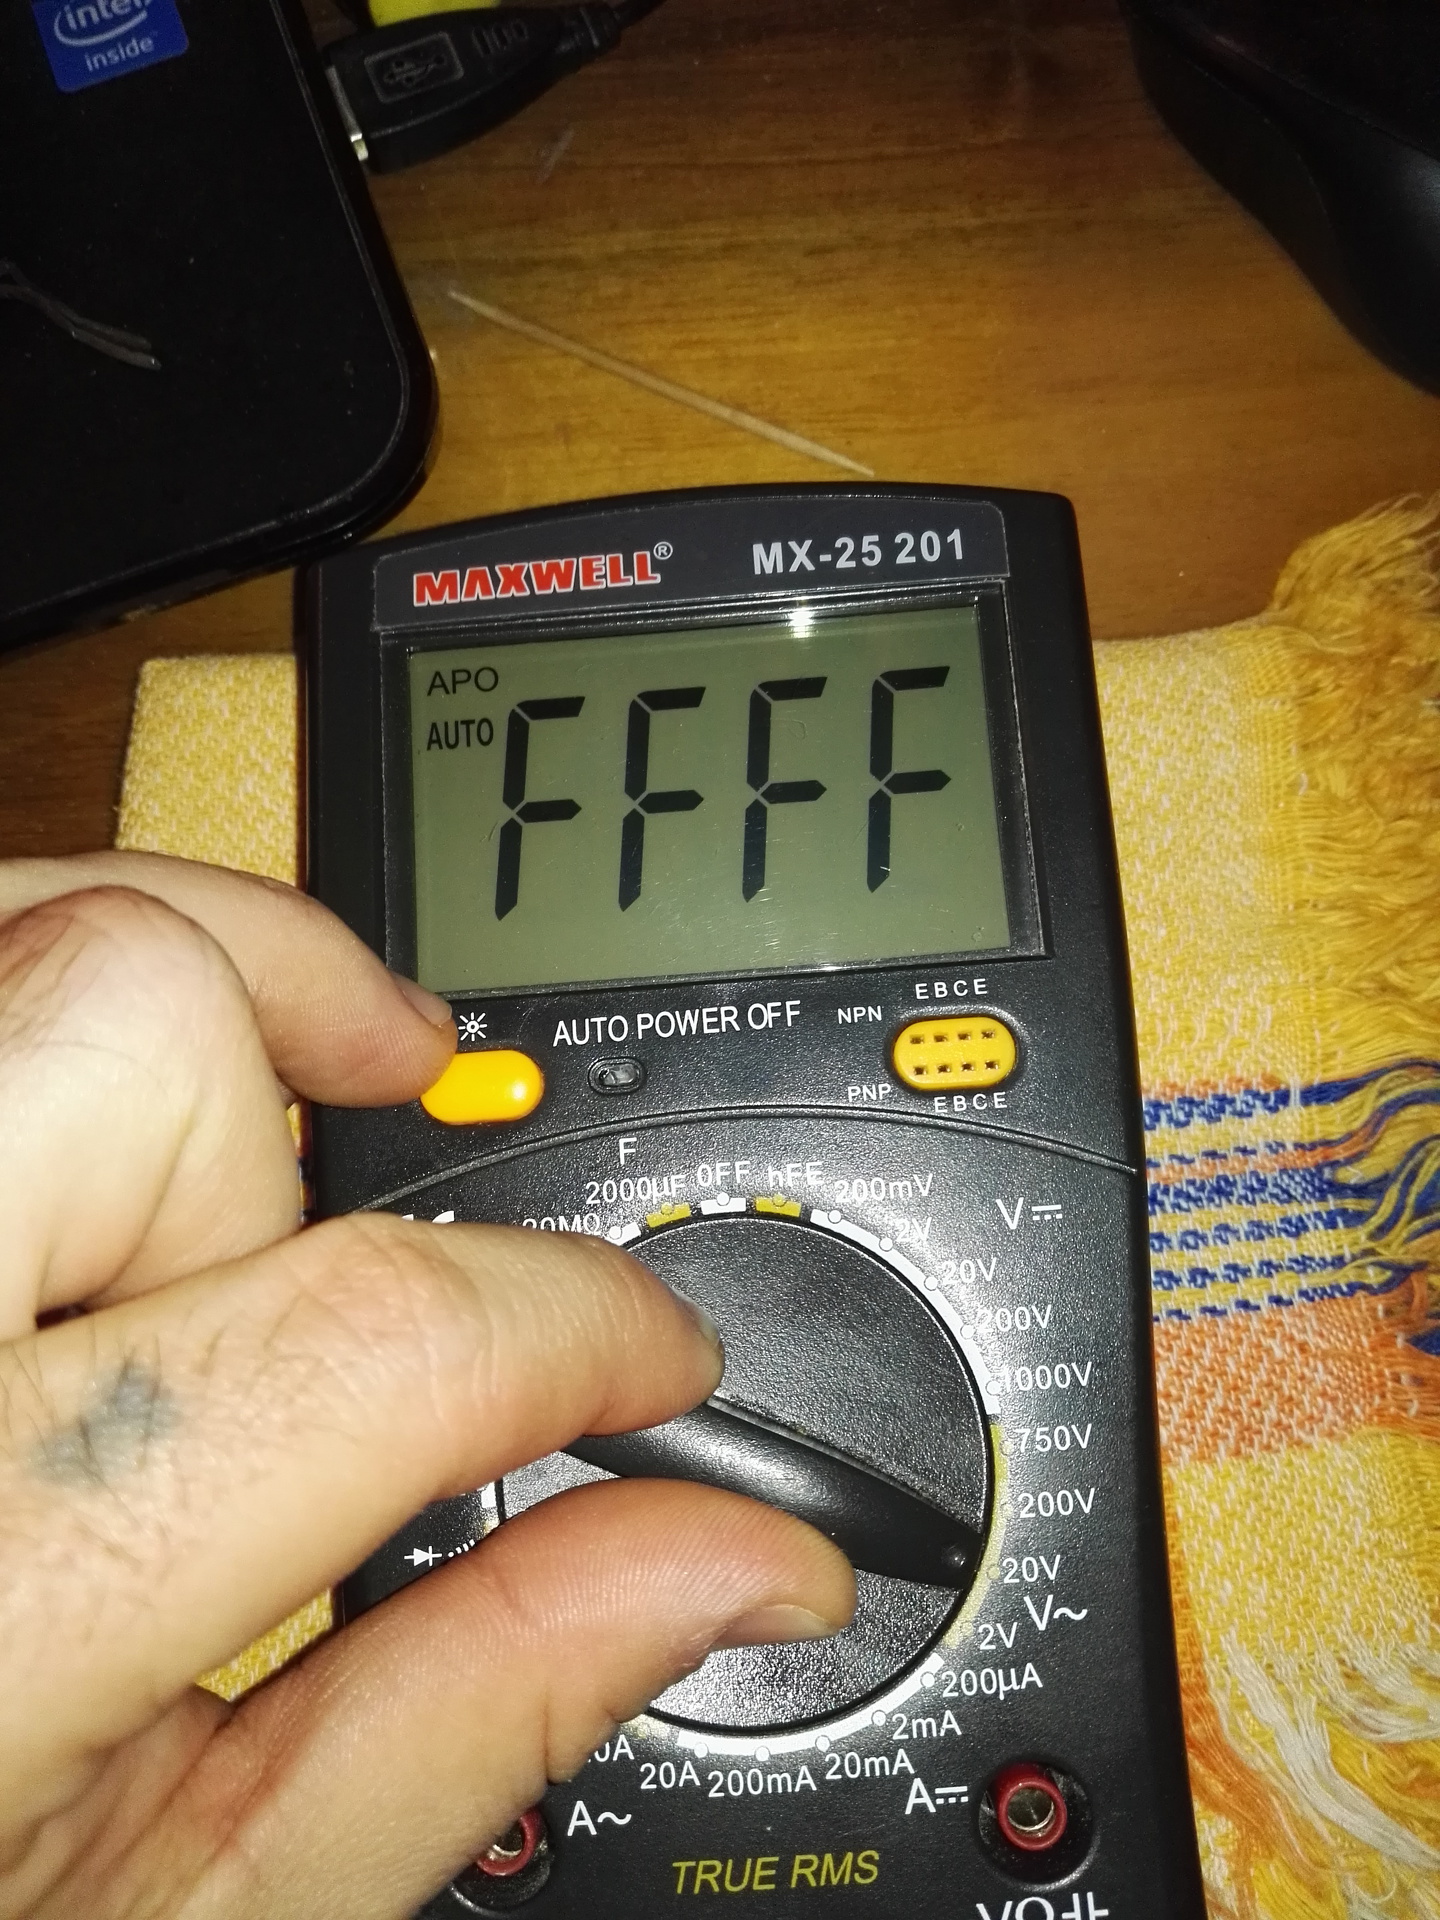 intel
inside
MAXWELL®
MX-25 201
APO
AUTO
FFFF
AUTO POWER OFF
EBCE
NPN
PNP
EBCE
F
2000µF
OFF
hFE
200mV
V
2V
20V
200V
1000V
750V
200V
20V
V~
2V
200µA
2mA
20mA
200mA
20A
A
A~
TRUE RMS